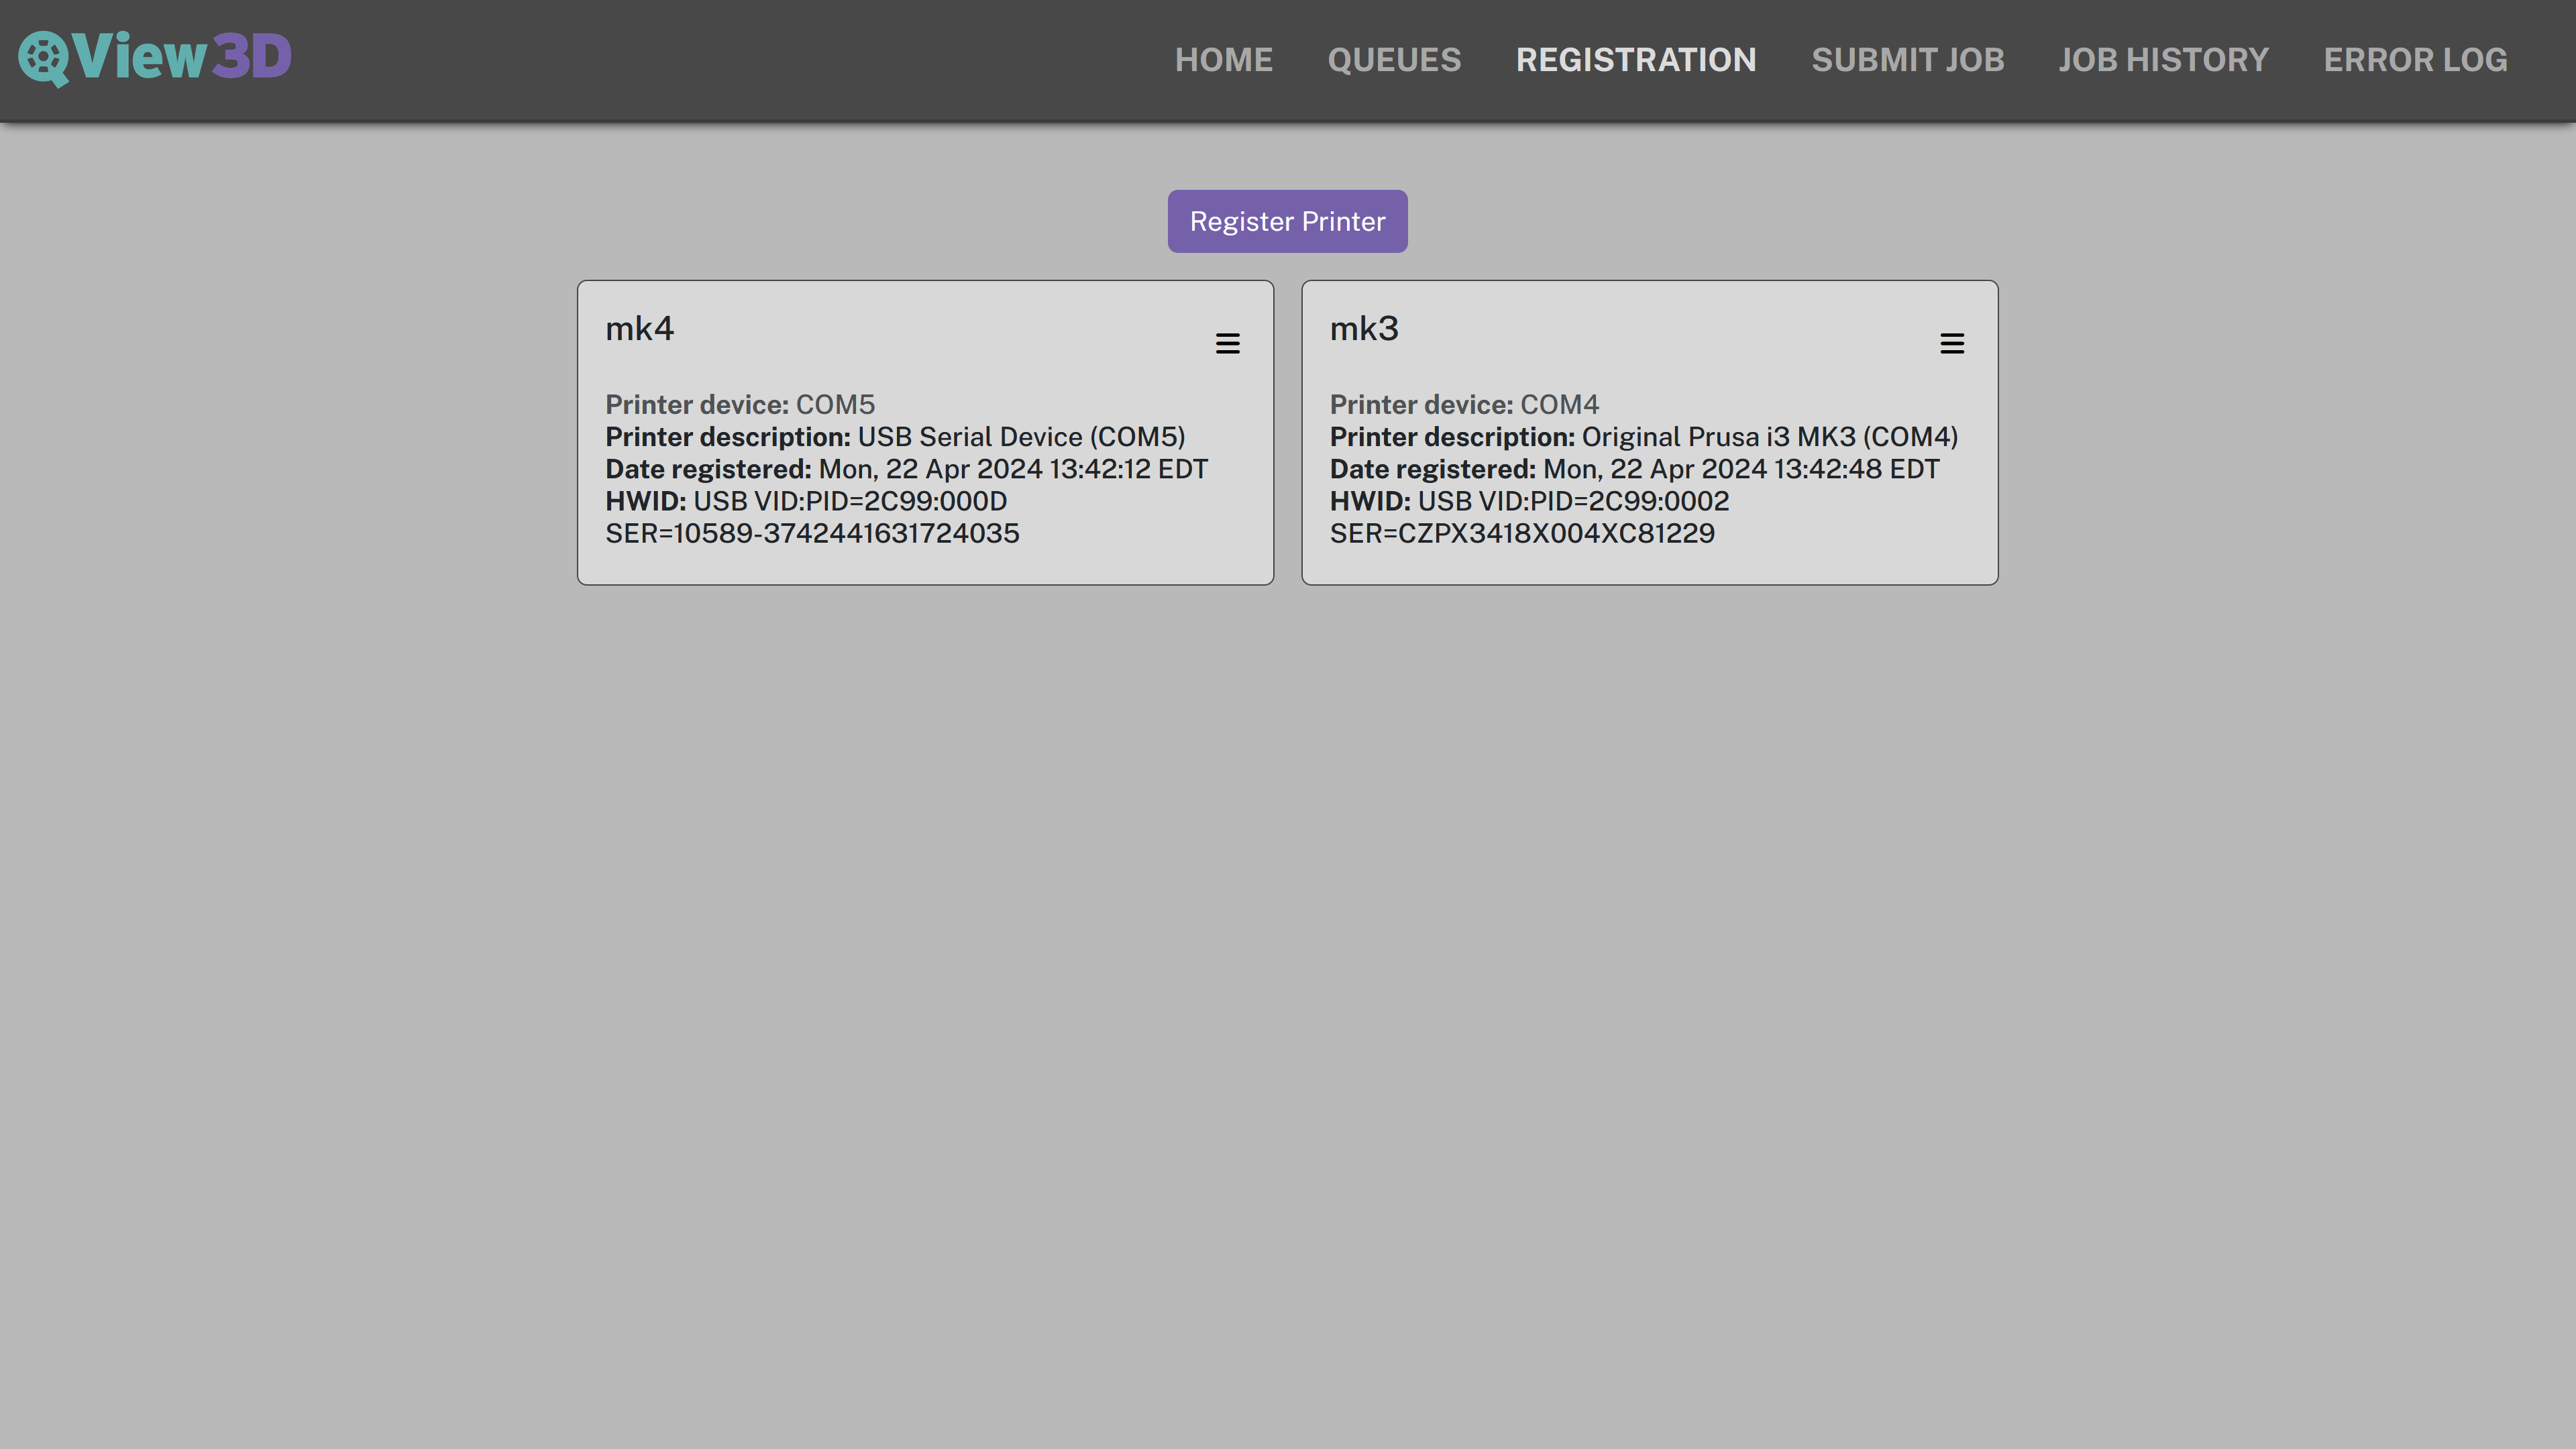 QView3D
HOME
QUEUES
REGISTRATION
SUBMIT JOB
JOB HISTORY
ERROR LOG
Register Printer
mk4
Printer device: COM5
Printer description: USB Serial Device (COM5)
Date registered: Mon, 22 Apr 2024 13:42:12 EDT
HWID: USB VID:PID=2C99:000D
SER=10589-3742441631724035
mk3
Printer device: COM4
Printer description: Original Prusa i3 MK3 (COM4)
Date registered: Mon, 22 Apr 2024 13:42:48 EDT
HWID: USB VID:PID=2C99:0002
SER=CZPX3418X004XC81229